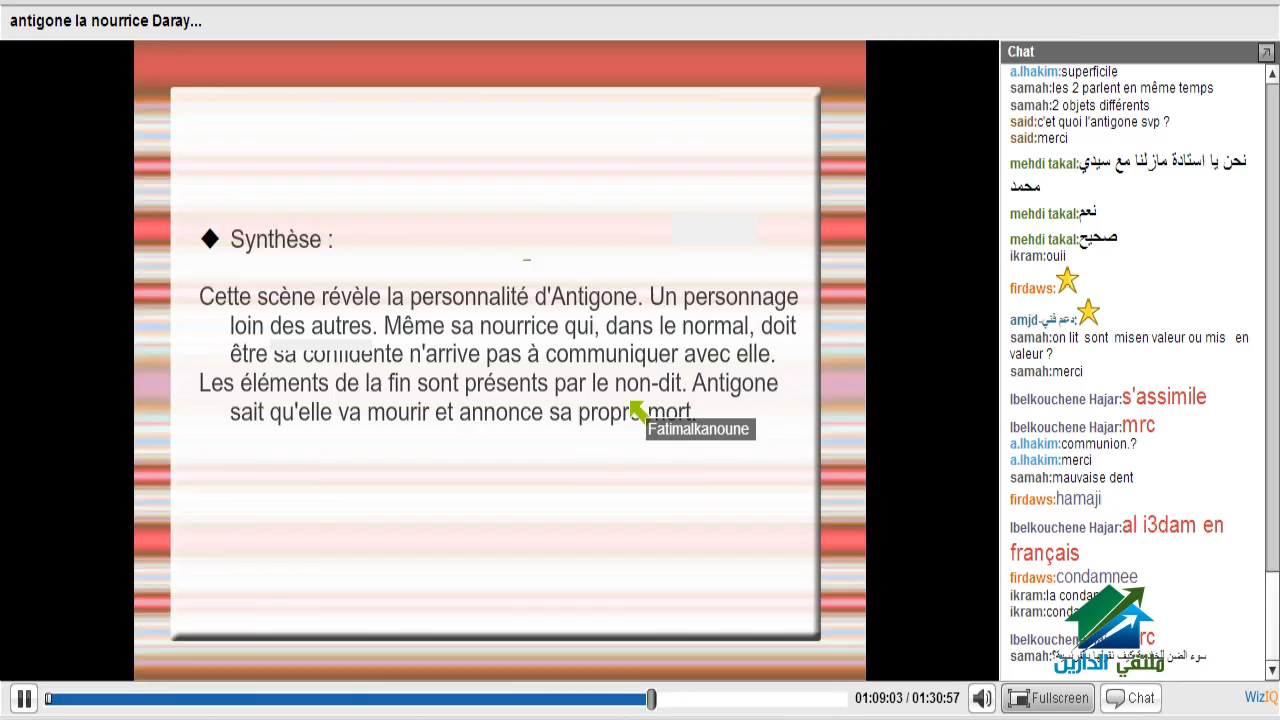 antigone la nourrice Daray...
Synthèse :
Cette scène révèle la personnalité d'Antigone. Un personnage
loin des autres. Même sa nourrice qui, dans le normal, doit
être sa confidente n'arrive pas à communiquer avec elle.
Les éléments de la fin sont présents par le non-dit. Antigone
sait qu'elle va mourir et annonce sa propre mort.
Fatimalkanoune
Chat
a.lhakim:superficile
samah:les 2 parlent en même temps
samah:2 objets différents
said:c'et quoi l'antigone svp ?
said:merci
mehdi takal:نحن يا استادة مازلنا مع سيدي
محمد
mehdi takal:نعم
mehdi takal:صحيح
ikram:ouii
firdaws:
amjd-دعم فني:
samah:on lit sont misen valeur ou mis en
valeur ?
samah:merci
lbelkouchene Hajar:s'assimile
lbelkouchene Hajar:mrc
a.lhakim:communion.?
a.lhakim:merci
samah:mauvaise dent
firdaws:hamaji
lbelkouchene Hajar:al i3dam en
français
firdaws:condamnee
ikram:la
ikram:
lbelkouchene
samah:سوء الضن
ملتقي الدارين
01:09:03 / 01:30:57
Fullscreen
Chat
WizIQ